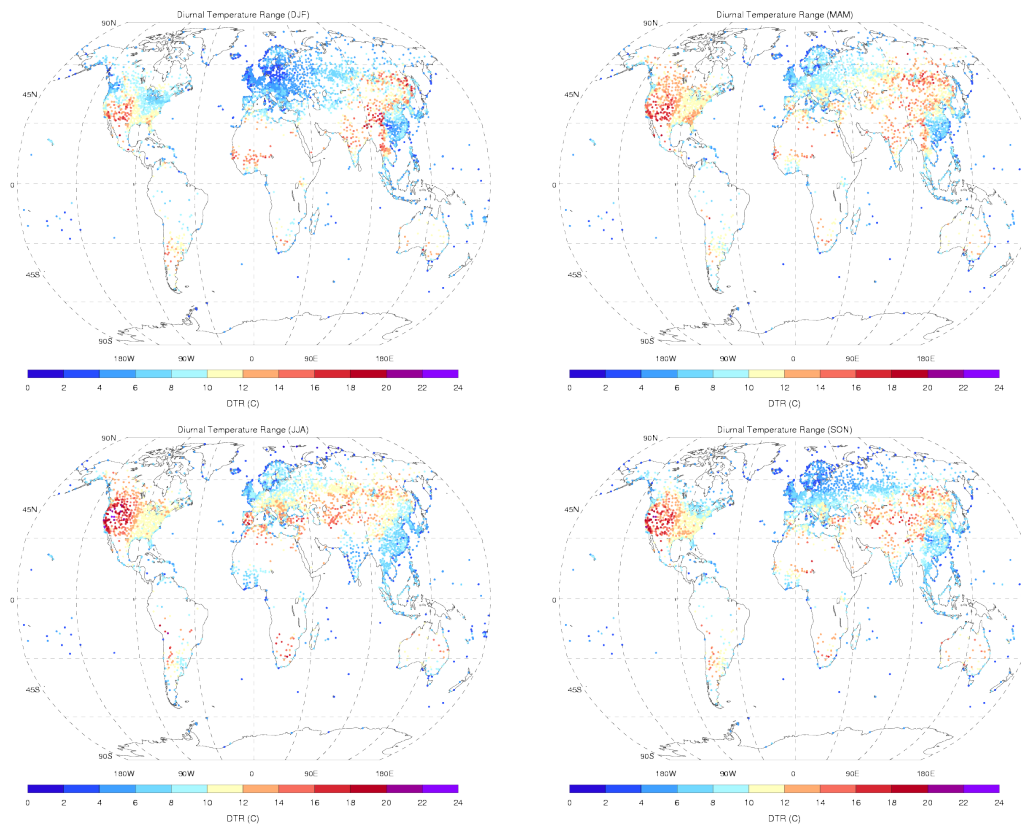 Diurnal Temperature Range (DJF)
90N
45N
0
45S
90S
180W 90W 0 90E 180E
0 2 4 6 8 10 12 14 16 18 20 22 24
DTR (C)
Diurnal Temperature Range (MAM)
90N
45N
0
45S
90S
180W 90W 0 90E 180E
0 2 4 6 8 10 12 14 16 18 20 22 24
DTR (C)
Diurnal Temperature Range (JJA)
90N
45N
0
45S
90S
180W 90W 0 90E 180E
0 2 4 6 8 10 12 14 16 18 20 22 24
DTR (C)
Diurnal Temperature Range (SON)
90N
45N
0
45S
90S
180W 90W 0 90E 180E
0 2 4 6 8 10 12 14 16 18 20 22 24
DTR (C)